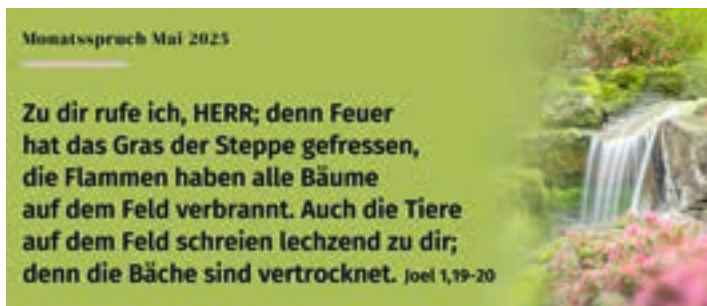 Monatsspruch Mai 2025
Zu dir rufe ich, HERR; denn Feuer
hat das Gras der Steppe gefressen,
die Flammen haben alle Bäume
auf dem Feld verbrannt. Auch die Tiere
auf dem Feld schreien lechzend zu dir;
denn die Bäche sind vertrocknet. Joel 1,19-20